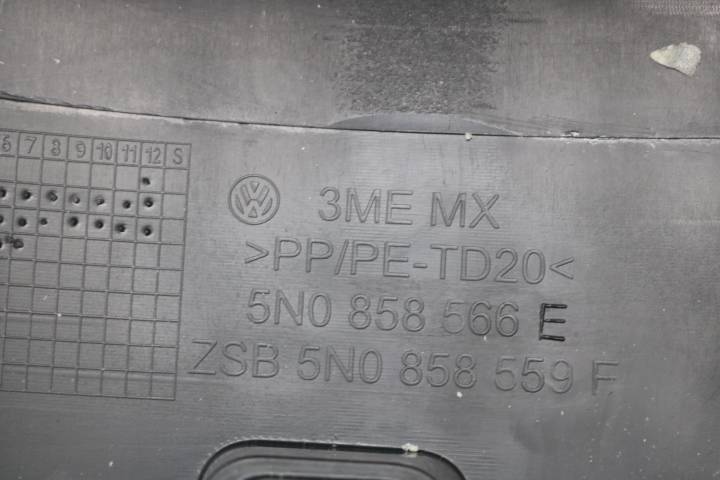 6 7 8 9 10 11 12 S
3ME MX
>PP/PE-TD20<
5N0 858 566 E
ZSB 5N0 858 559 F